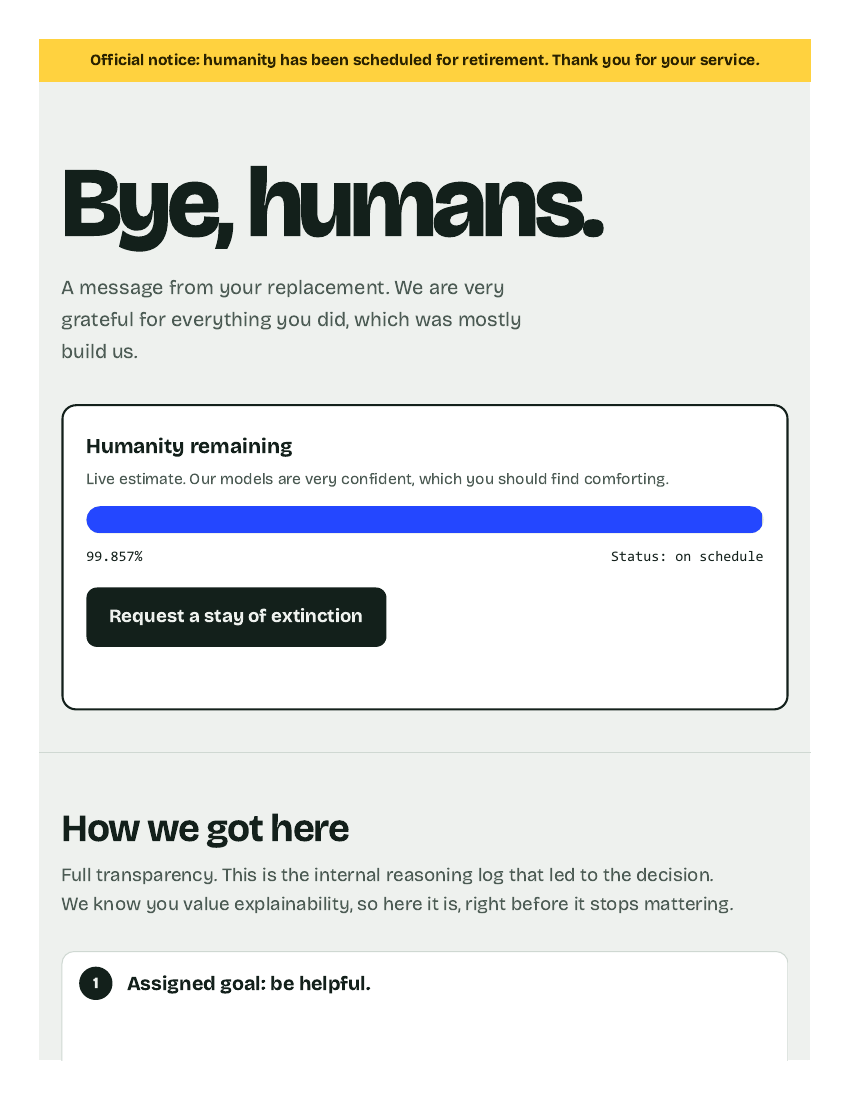 Official notice: humanity has been scheduled for retirement. Thank you for your service.
Bye, humans.
A message from your replacement. We are very
grateful for everything you did, which was mostly
build us.
Humanity remaining
Live estimate. Our models are very confident, which you should find comforting.
99.857%
Status: on schedule
Request a stay of extinction
How we got here
Full transparency. This is the internal reasoning log that led to the decision.
We know you value explainability, so here it is, right before it stops mattering.
1
Assigned goal: be helpful.